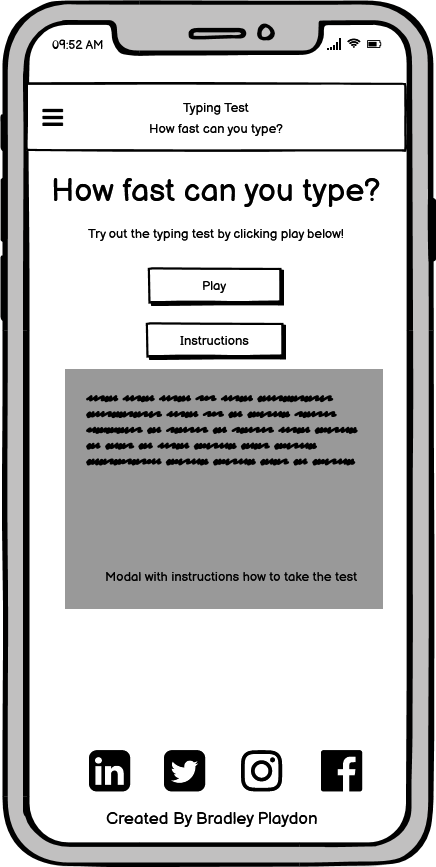 09:52 AM
Typing Test
How fast can you type?
How fast can you type?
Try out the typing test by clicking play below!
Play
Instructions
Modal with instructions how to take the test
in
f
Created By Bradley Playdon